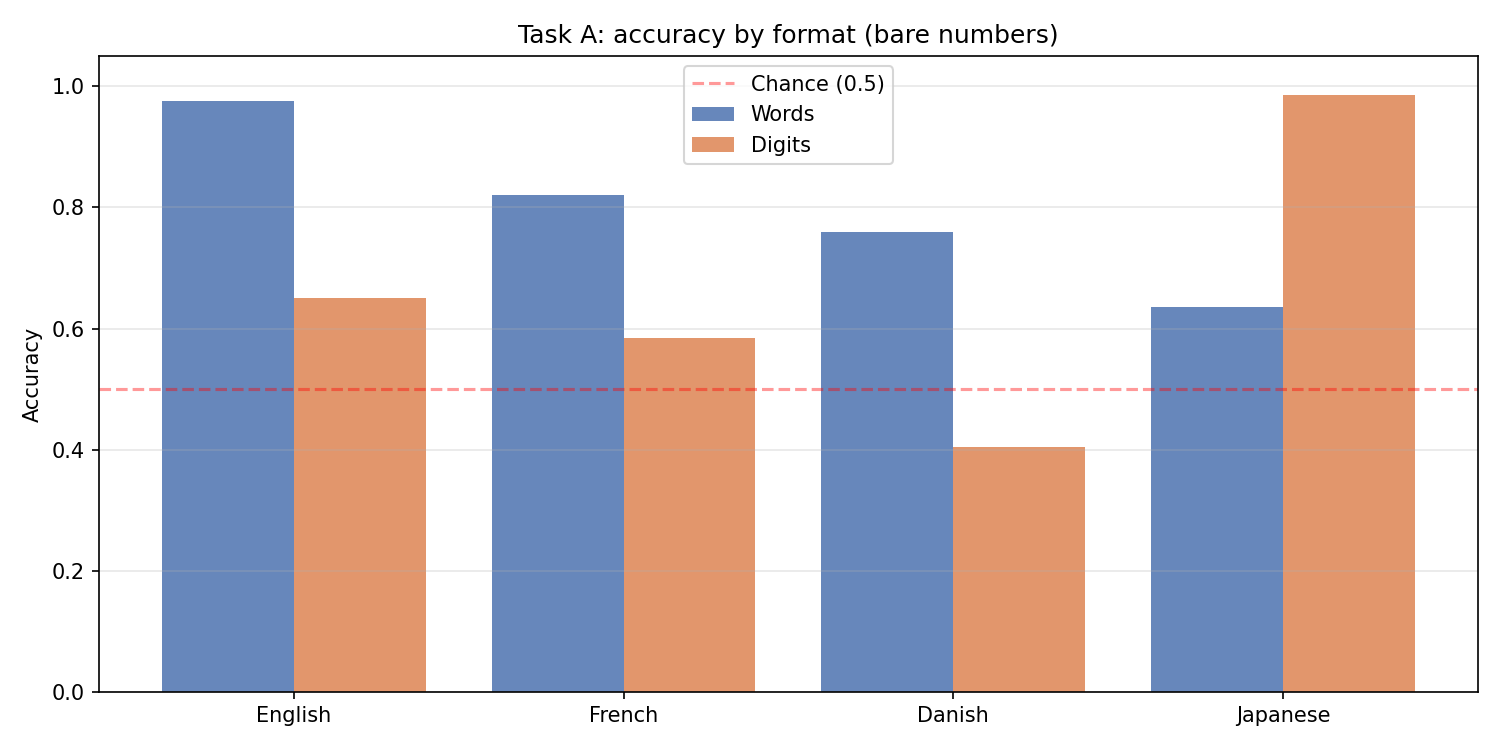 Task A: accuracy by format (bare numbers)
Chance (0.5)
Words
Digits
Accuracy
1.0
0.8
0.6
0.4
0.2
0.0
English
French
Danish
Japanese